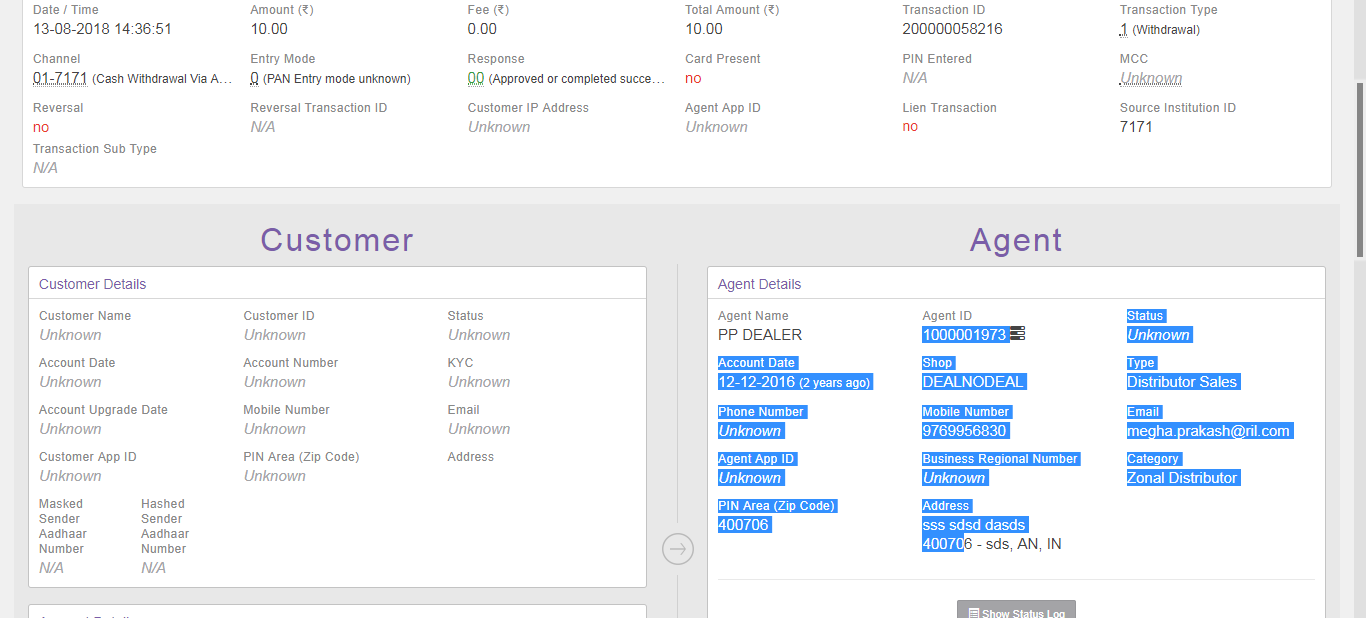 Date / Time Amount (₹) Fee (₹) Total Amount (₹) Transaction ID Transaction Type
13-08-2018 14:36:51 10.00 0.00 10.00 200000058216 1 (Withdrawal)
Channel Entry Mode Response Card Present PIN Entered MCC
01-7171 (Cash Withdrawal Via A... 0 (PAN Entry mode unknown) 00 (Approved or completed succe... no N/A Unknown
Reversal Reversal Transaction ID Customer IP Address Agent App ID Lien Transaction Source Institution ID
no N/A Unknown Unknown no 7171
Transaction Sub Type
N/A
Customer
Customer Details
Customer Name Customer ID Status
Unknown Unknown Unknown
Account Date Account Number KYC
Unknown Unknown Unknown
Account Upgrade Date Mobile Number Email
Unknown Unknown Unknown
Customer App ID PIN Area (Zip Code) Address
Unknown Unknown
Masked Hashed
Sender Sender
Aadhaar Aadhaar
Number Number
N/A N/A
Agent
Agent Details
Agent Name Agent ID Status
PP DEALER 1000001973 Unknown
Account Date Shop Type
12-12-2016 (2 years ago) DEALNODEAL Distributor Sales
Phone Number Mobile Number Email
Unknown 9769956830 megha.prakash@ril.com
Agent App ID Business Regional Number Category
Unknown Unknown Zonal Distributor
PIN Area (Zip Code) Address
400706 sss sdsd dasds
400706 - sds, AN, IN
Show Status Log